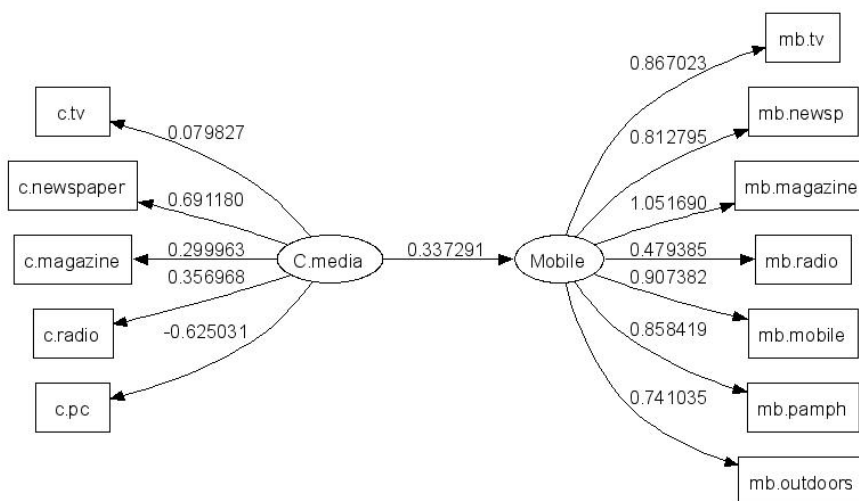 mb.tv
0.867023
c.tv
0.079827
mb.newsp
0.812795
c.newspaper
0.691180
mb.magazine
1.051690
c.magazine
0.299963
C.media
0.337291
Mobile
0.479385
mb.radio
0.356968
0.907382
c.radio
-0.625031
mb.mobile
0.858419
c.pc
0.741035
mb.pamph
mb.outdoors